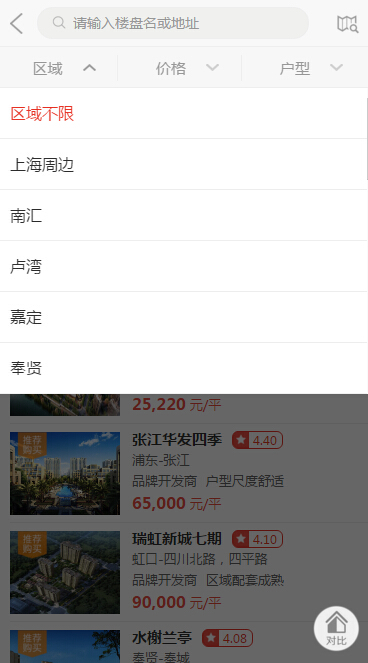 请输入楼盘名或地址
区域 价格 户型
区域不限
上海周边
南汇
卢湾
嘉定
奉贤
25,220 元/平
推荐
购买
张江华发四季 4.40
浦东-张江
品牌开发商 户型尺度舒适
65,000 元/平
推荐
购买
瑞虹新城七期 4.10
虹口-四川北路，四平路
品牌开发商 区域配套成熟
90,000 元/平
对比
推荐
购买
水榭兰亭 4.08
奉贤-奉城